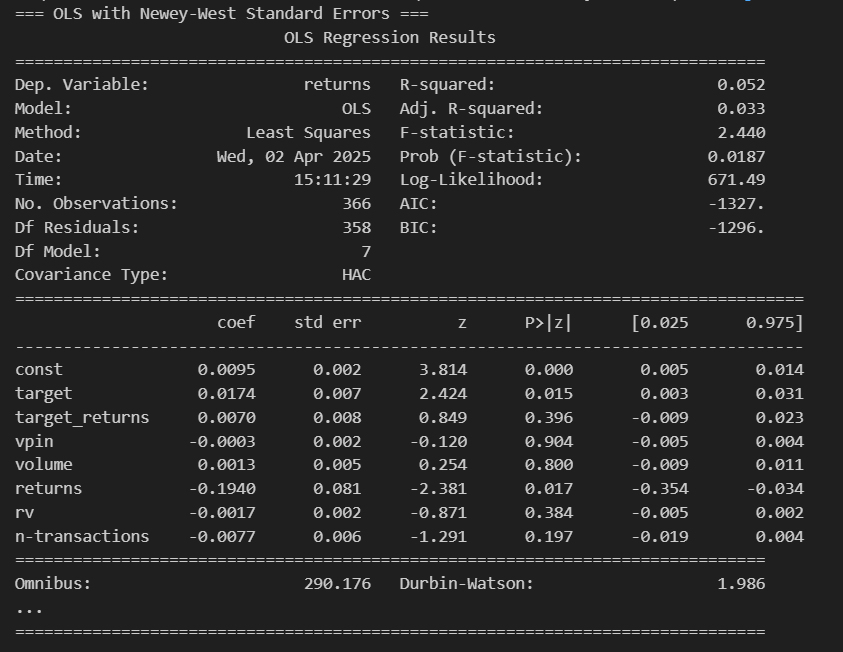 === OLS with Newey-West Standard Errors ===
                            OLS Regression Results
==============================================================================
Dep. Variable:                returns   R-squared:                       0.052
Model:                            OLS   Adj. R-squared:                  0.033
Method:                 Least Squares   F-statistic:                     2.440
Date:                Wed, 02 Apr 2025   Prob (F-statistic):             0.0187
Time:                        15:11:29   Log-Likelihood:                 671.49
No. Observations:                 366   AIC:                            -1327.
Df Residuals:                     358   BIC:                            -1296.
Df Model:                           7
Covariance Type:                  HAC
==================================================================================
                     coef    std err          z      P>|z|      [0.025      0.975]
----------------------------------------------------------------------------------
const              0.0095      0.002      3.814      0.000       0.005       0.014
target             0.0174      0.007      2.424      0.015       0.003       0.031
target_returns     0.0070      0.008      0.849      0.396      -0.009       0.023
vpin              -0.0003      0.002     -0.120      0.904      -0.005       0.004
volume             0.0013      0.005      0.254      0.800      -0.009       0.011
returns           -0.1940      0.081     -2.381      0.017      -0.354      -0.034
rv                -0.0017      0.002     -0.871      0.384      -0.005       0.002
n-transactions    -0.0077      0.006     -1.291      0.197      -0.019       0.004
==============================================================================
Omnibus:                      290.176   Durbin-Watson:                   1.986
...
==============================================================================